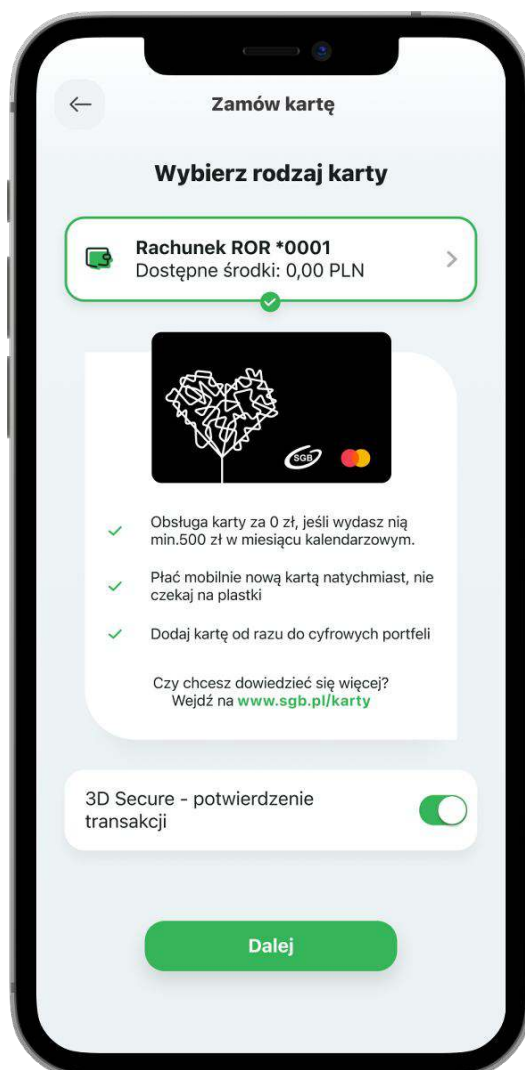 Zamów kartę
Wybierz rodzaj karty
Rachunek ROR *0001
Dostępne środki: 0,00 PLN
SGB
Obsługa karty za 0 zł, jeśli wydasz nią
min.500 zł w miesiącu kalendarzowym.
Płać mobilnie nową kartą natychmiast, nie
czekaj na plastki
Dodaj kartę od razu do cyfrowych portfeli
Czy chcesz dowiedzieć się więcej?
Wejdź na www.sgb.pl/karty
3D Secure - potwierdzenie
transakcji
Dalej